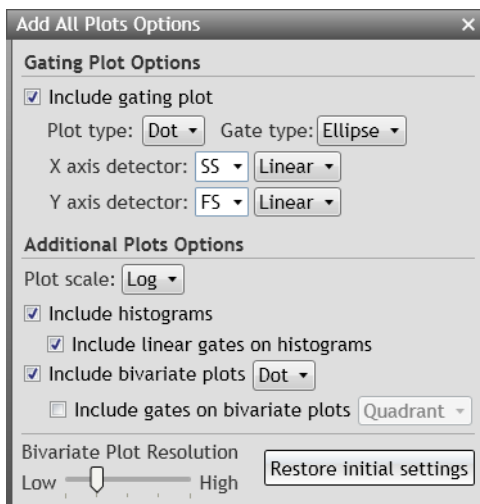 Add All Plots Options
Gating Plot Options
Include gating plot
Plot type: Dot Gate type: Ellipse
X axis detector: SS Linear
Y axis detector: FS Linear
Additional Plots Options
Plot scale: Log
Include histograms
Include linear gates on histograms
Include bivariate plots Dot
Include gates on bivariate plots Quadrant
Bivariate Plot Resolution
Low High
Restore initial settings